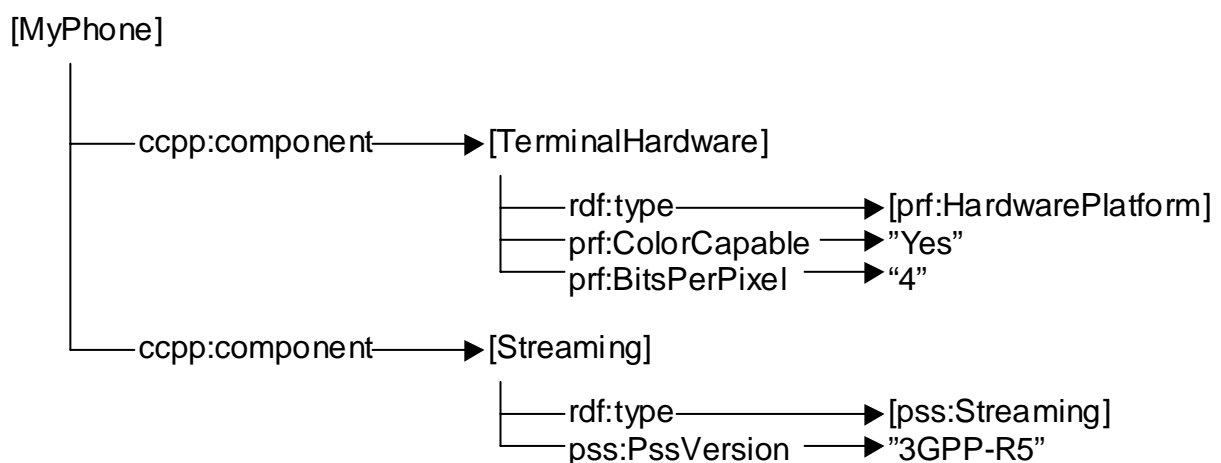 [MyPhone]
ccpp:component [TerminalHardware]
rdf:type [prf:HardwarePlatform]
prf:ColorCapable ”Yes”
prf:BitsPerPixel “4”
ccpp:component [Streaming]
rdf:type [pss:Streaming]
pss:PssVersion ”3GPP-R5”